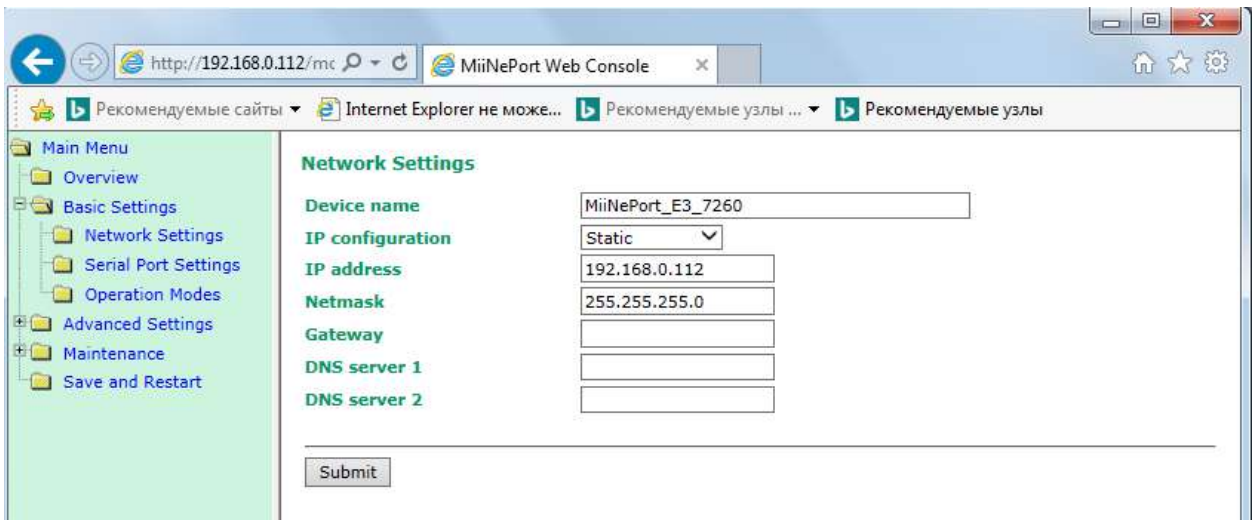 http://192.168.0.112/mc
MiiNePort Web Console
Рекомендуемые сайты
Internet Explorer не може...
Рекомендуемые узлы ...
Рекомендуемые узлы
Main Menu
Overview
Basic Settings
Network Settings
Serial Port Settings
Operation Modes
Advanced Settings
Maintenance
Save and Restart
Network Settings
Device name MiiNePort_E3_7260
IP configuration Static
IP address 192.168.0.112
Netmask 255.255.255.0
Gateway
DNS server 1
DNS server 2
Submit